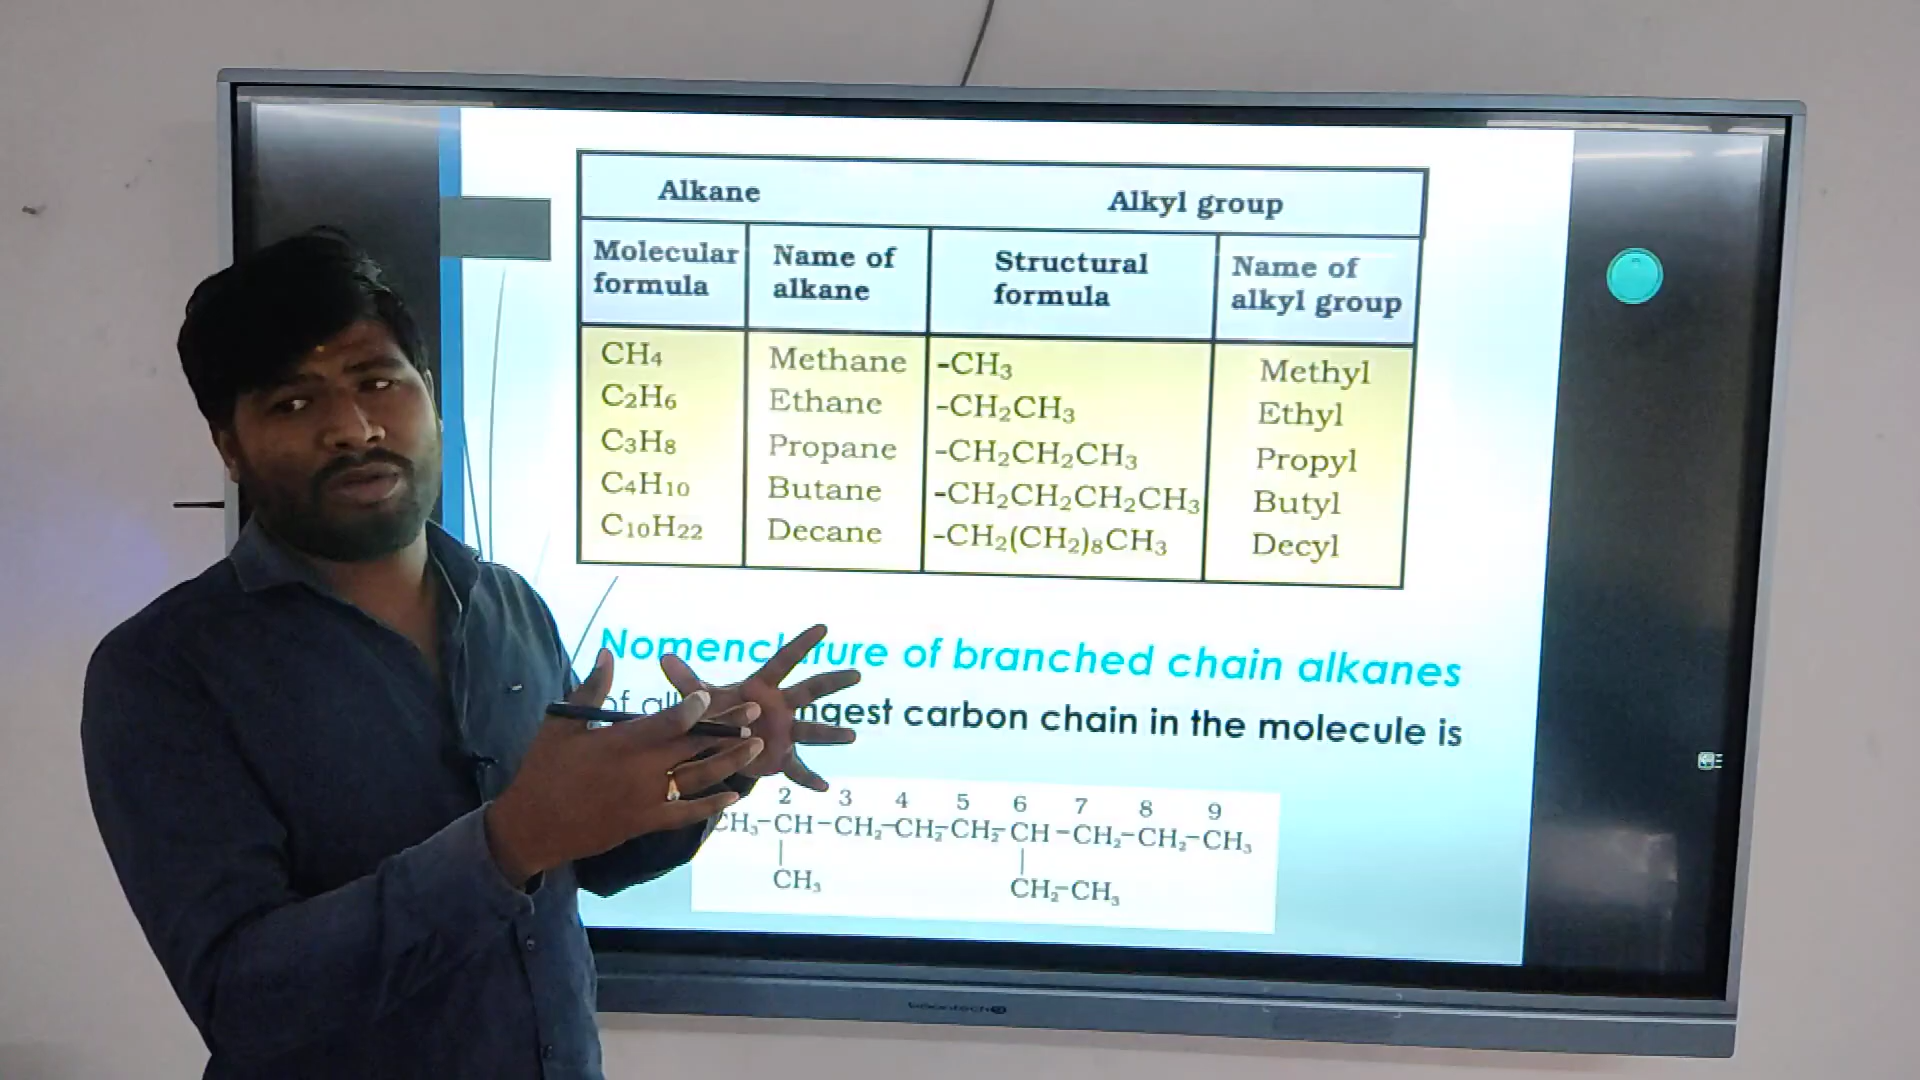 Alkane Alkyl group
Molecular formula Name of alkane Structural formula Name of alkyl group
CH₄ Methane -CH₃ Methyl
C₂H₆ Ethane -CH₂CH₃ Ethyl
C₃H₈ Propane -CH₂CH₂CH₃ Propyl
C₄H₁₀ Butane -CH₂CH₂CH₂CH₃ Butyl
C₁₀H₂₂ Decane -CH₂(CH₂)₈CH₃ Decyl
of branched chain alkanes
of carbon chain in the molecule is
2 3 4 5 6 7 8 9
CH₃-CH-CH₂-CH₂-CH₂-CH-CH₂-CH₂-CH₃
CH₃ CH₂-CH₃